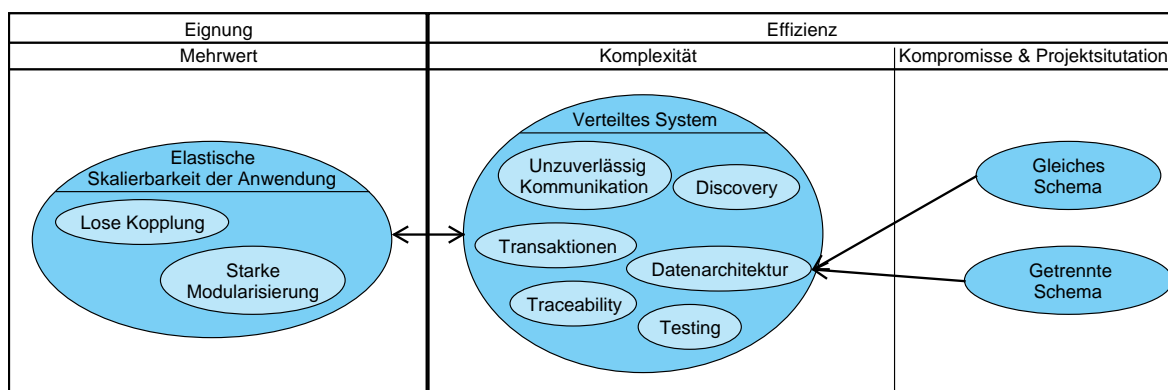 Eignung
Effizienz
Mehrwert
Komplexität
Kompromisse & Projektsitutation
Elastische
Skalierbarkeit der Anwendung
Lose Kopplung
Starke
Modularisierung
Verteiltes System
Unzuverlässig
Kommunikation
Discovery
Transaktionen
Datenarchitektur
Traceability
Testing
Gleiches
Schema
Getrennte
Schema